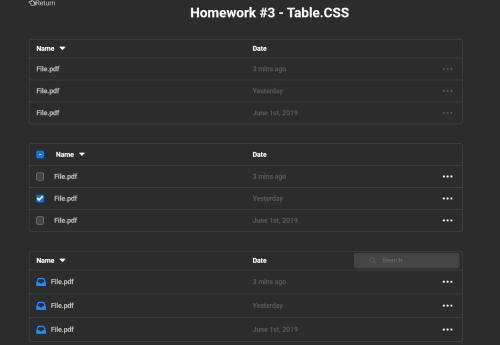 Return
Homework #3 - Table.CSS
Name Date
File.pdf 3 mins ago
File.pdf Yesterday
File.pdf June 1st, 2019
Name Date
File.pdf 3 mins ago
File.pdf Yesterday
File.pdf June 1st, 2019
Name Date Search
File.pdf 3 mins ago
File.pdf Yesterday
File.pdf June 1st, 2019